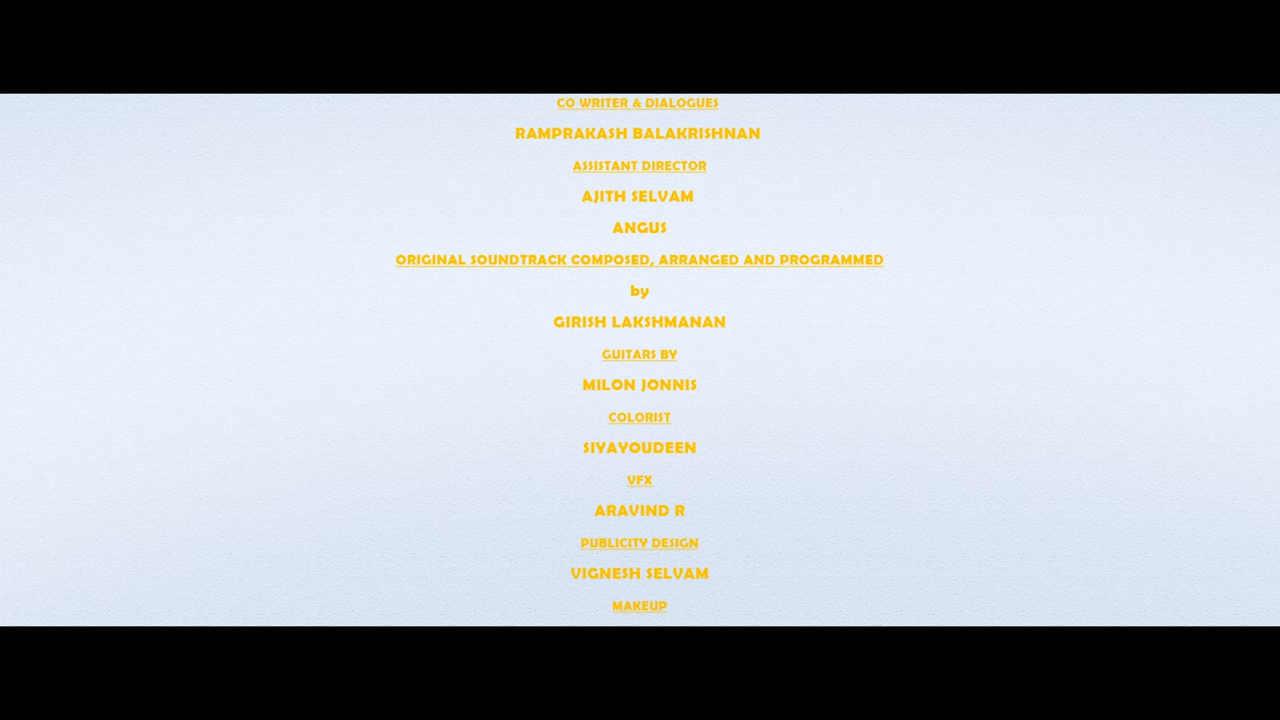 CO WRITER & DIALOGUES
RAMPRAKASH BALAKRISHNAN
ASSISTANT DIRECTOR
AJITH SELVAM
ANGUS
ORIGINAL SOUNDTRACK COMPOSED, ARRANGED AND PROGRAMMED
by
GIRISH LAKSHMANAN
GUITARS BY
MILON JONNIS
COLORIST
SIYAYOUDEEN
VFX
ARAVIND R
PUBLICITY DESIGN
VIGNESH SELVAM
MAKEUP